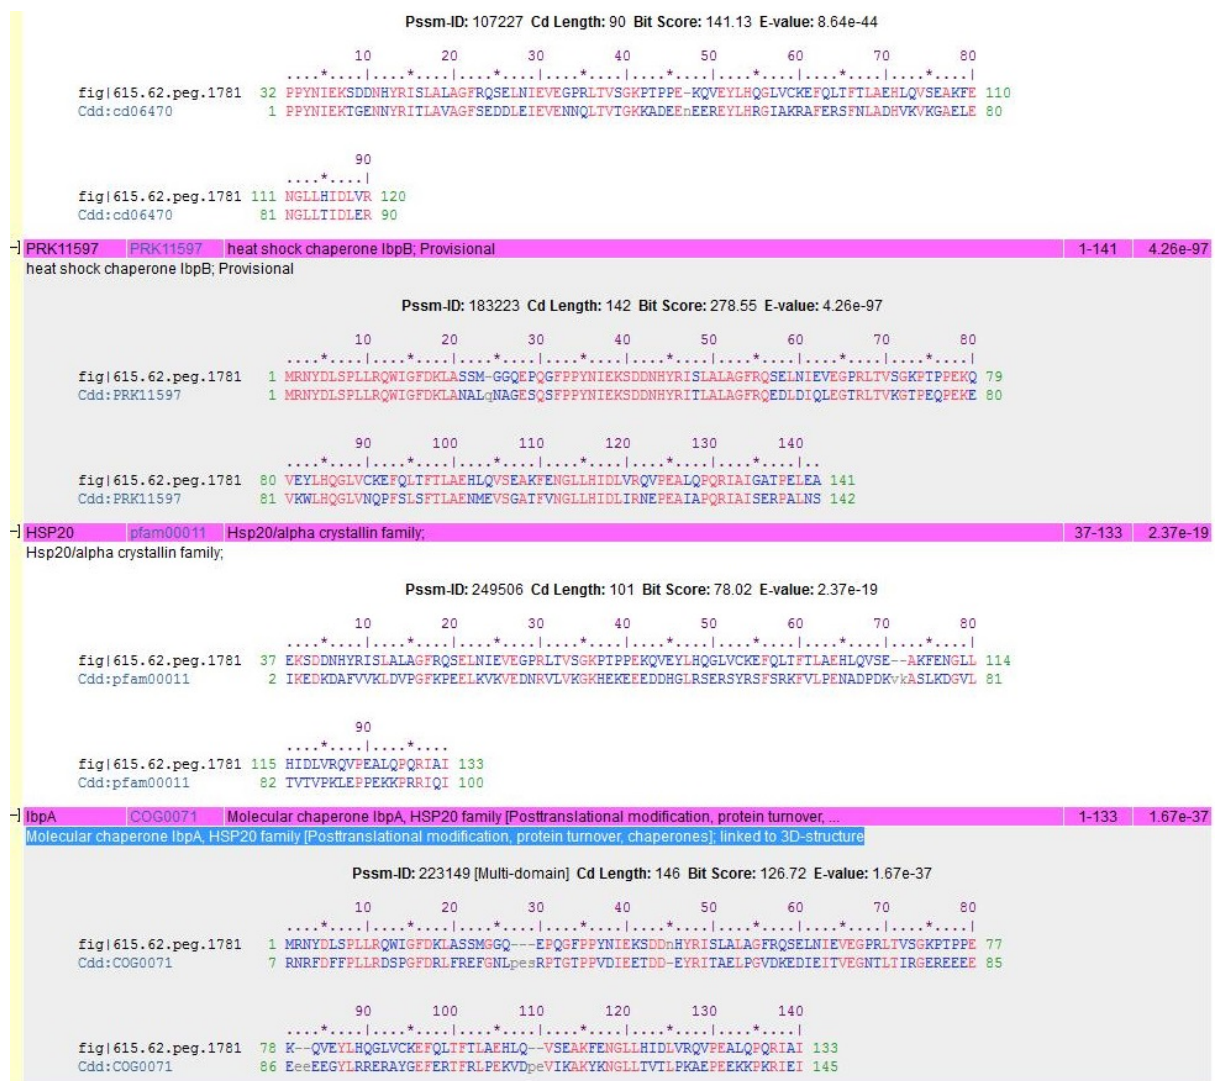 Pssm-ID: 107227 Cd Length: 90 Bit Score: 141.13 E-value: 8.64e-44
10 20 30 40 50 60 70 80
....*....|....*....|....*....|....*....|....*....|....*....|....*....|....*....|
fig|615.62.peg.1781 32 PPYNIEKSDDNHYRISLALAGFRQSELNIEVEGPRLTVSGKPTPPE-KQVEYLHQGLVCKEFQLTFTLAEHLQVSEAKFE 110
Cdd:cd06470 1 PPYNIEKTGENNYRITLAVAGFSEDDLEIEVENNQLTVTGKKADEEnEEREYLHRGIAKRAFERSFNLADHVKVKGAELE 80
90
....*....|
fig|615.62.peg.1781 111 NGLLHIDLVR 120
Cdd:cd06470 81 NGLLTIDLER 90
PRK11597 PRK11597 heat shock chaperone IbpB; Provisional 1-141 4.26e-97
heat shock chaperone IbpB; Provisional
Pssm-ID: 183223 Cd Length: 142 Bit Score: 278.55 E-value: 4.26e-97
10 20 30 40 50 60 70 80
....*....|....*....|....*....|....*....|....*....|....*....|....*....|....*....|
fig|615.62.peg.1781 1 MRNYDLSPLLRQWIGFDKLASSM-GGQEPQGFPPYNIEKSDDNHYRISLALAGFRQSELNIEVEGPRLTVSGKPTPPEKQ 79
Cdd:PRK11597 1 MRNYDLSPLLRQWIGFDKLANALqNAGESQSFPPYNIEKSDDNHYRITLALAGFRQEDLDIQLEGTRLTVKGTPEQPEKE 80
90 100 110 120 130 140
....*....|....*....|....*....|....*....|....*....|....*....|..
fig|615.62.peg.1781 80 VEYLHQGLVCKEFQLTFTLAEHLQVSEAKFENGLLHIDLVRQVPEALQPQRIAIGATPELEA 141
Cdd:PRK11597 81 VKWLHQGLVNQPFSLSFTLAENMEVSGATFVNGLLHIDLIRNEPEAIAPQRIAISERPALNS 142
HSP20 pfam00011 Hsp20/alpha crystallin family; 37-133 2.37e-19
Hsp20/alpha crystallin family;
Pssm-ID: 249506 Cd Length: 101 Bit Score: 78.02 E-value: 2.37e-19
10 20 30 40 50 60 70 80
....*....|....*....|....*....|....*....|....*....|....*....|....*....|....*....|
fig|615.62.peg.1781 37 EKSDDNHYRISLALAGFRQSELNIEVEGPRLTVSGKPTPPEKQVEYLHQGLVCKEFQLTFTLAEHLQVSE--AKFENGLL 114
Cdd:pfam00011 2 IKEDKDAFVVKLDVPGFKPEELKVKVEDNRVLVKGKHEKEEEDDHGLRSERSYRSFSRKFVLPENADPDKvkASLKDGVL 81
90
....*....|....*....
fig|615.62.peg.1781 115 HIDLVRQVPEALQPQRIAI 133
Cdd:pfam00011 82 TVTVPKLEPPEKKPRRIQI 100
IbpA COG0071 Molecular chaperone IbpA, HSP20 family [Posttranslational modification, protein turnover, ... 1-133 1.67e-37
Molecular chaperone IbpA, HSP20 family [Posttranslational modification, protein turnover, chaperones]; linked to 3D-structure
Pssm-ID: 223149 [Multi-domain] Cd Length: 146 Bit Score: 126.72 E-value: 1.67e-37
10 20 30 40 50 60 70 80
....*....|....*....|....*....|....*....|....*....|....*....|....*....|....*....|
fig|615.62.peg.1781 1 MRNYDLSPLLRQWIGFDKLASSMGGQ---EPQGFPPYNIEKSDDnHYRISLALAGFRQSELNIEVEGPRLTVSGKPTPPE 77
Cdd:COG0071 7 RNRFDFFPLLRDSPGFDRLFREFGNLpesRPTGTPPVDIEETDD-EYRITAELPGVDKEDIEITVEGNTLTIRGEREEEE 85
90 100 110 120 130 140
....*....|....*....|....*....|....*....|....*....|....*....|
fig|615.62.peg.1781 78 K--QVEYLHQGLVCKEFQLTFTLAEHLQ--VSEAKFENGLLHIDLVRQVPEALQPQRIAI 133
Cdd:COG0071 86 EeeEEGYLRRERAYGEFERTFRLPEKVDpeVIKAKYKNGLLTVTLPKAEPEEKKPKRIEI 145